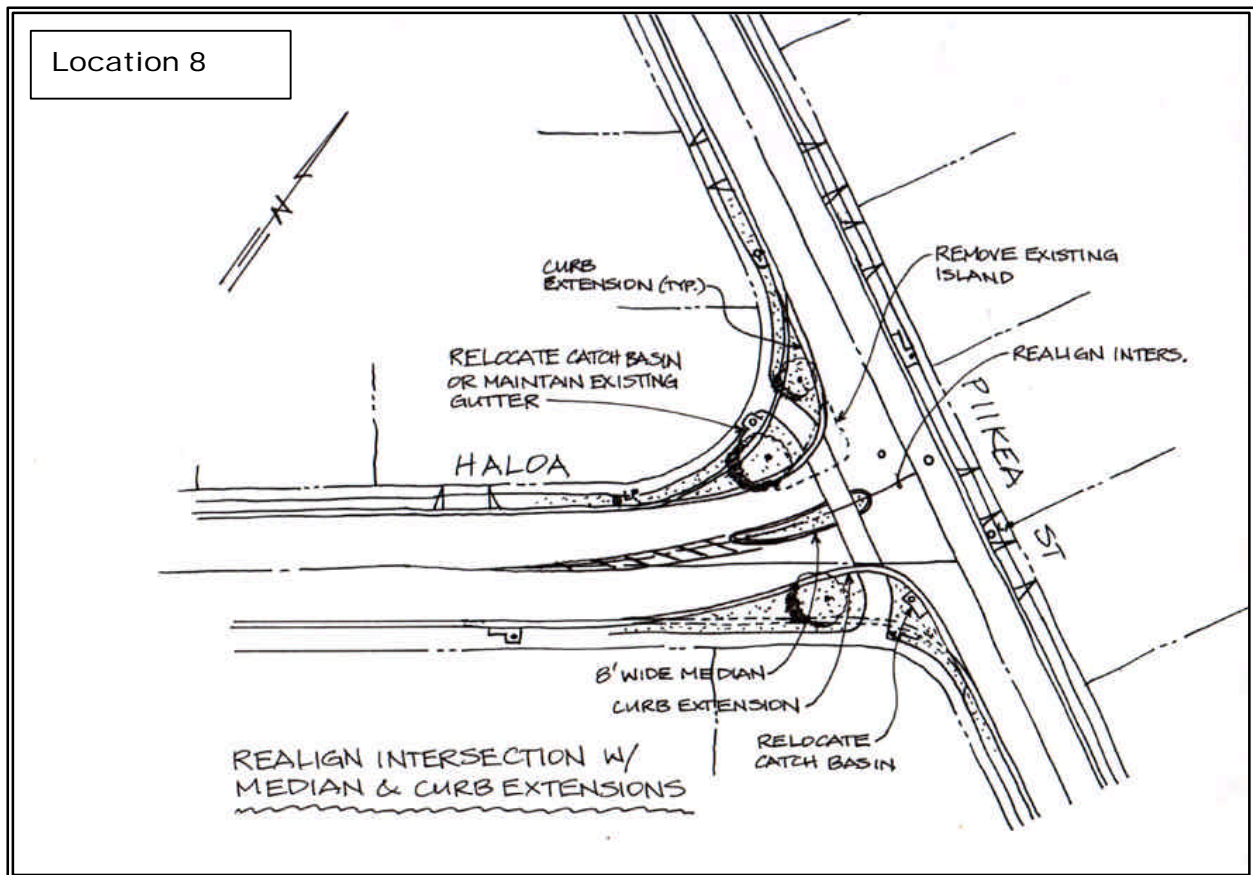 Location 8
N
CURB
EXTENSION (TYP.)
REMOVE EXISTING
ISLAND
RELOCATE CATCH BASIN
OR MAINTAIN EXISTING
GUTTER
REALIGN INTERS.
PIIKEA ST
HALOA
LP
8' WIDE MEDIAN
CURB EXTENSION
RELOCATE
CATCH BASIN
REALIGN INTERSECTION W/
MEDIAN & CURB EXTENSIONS